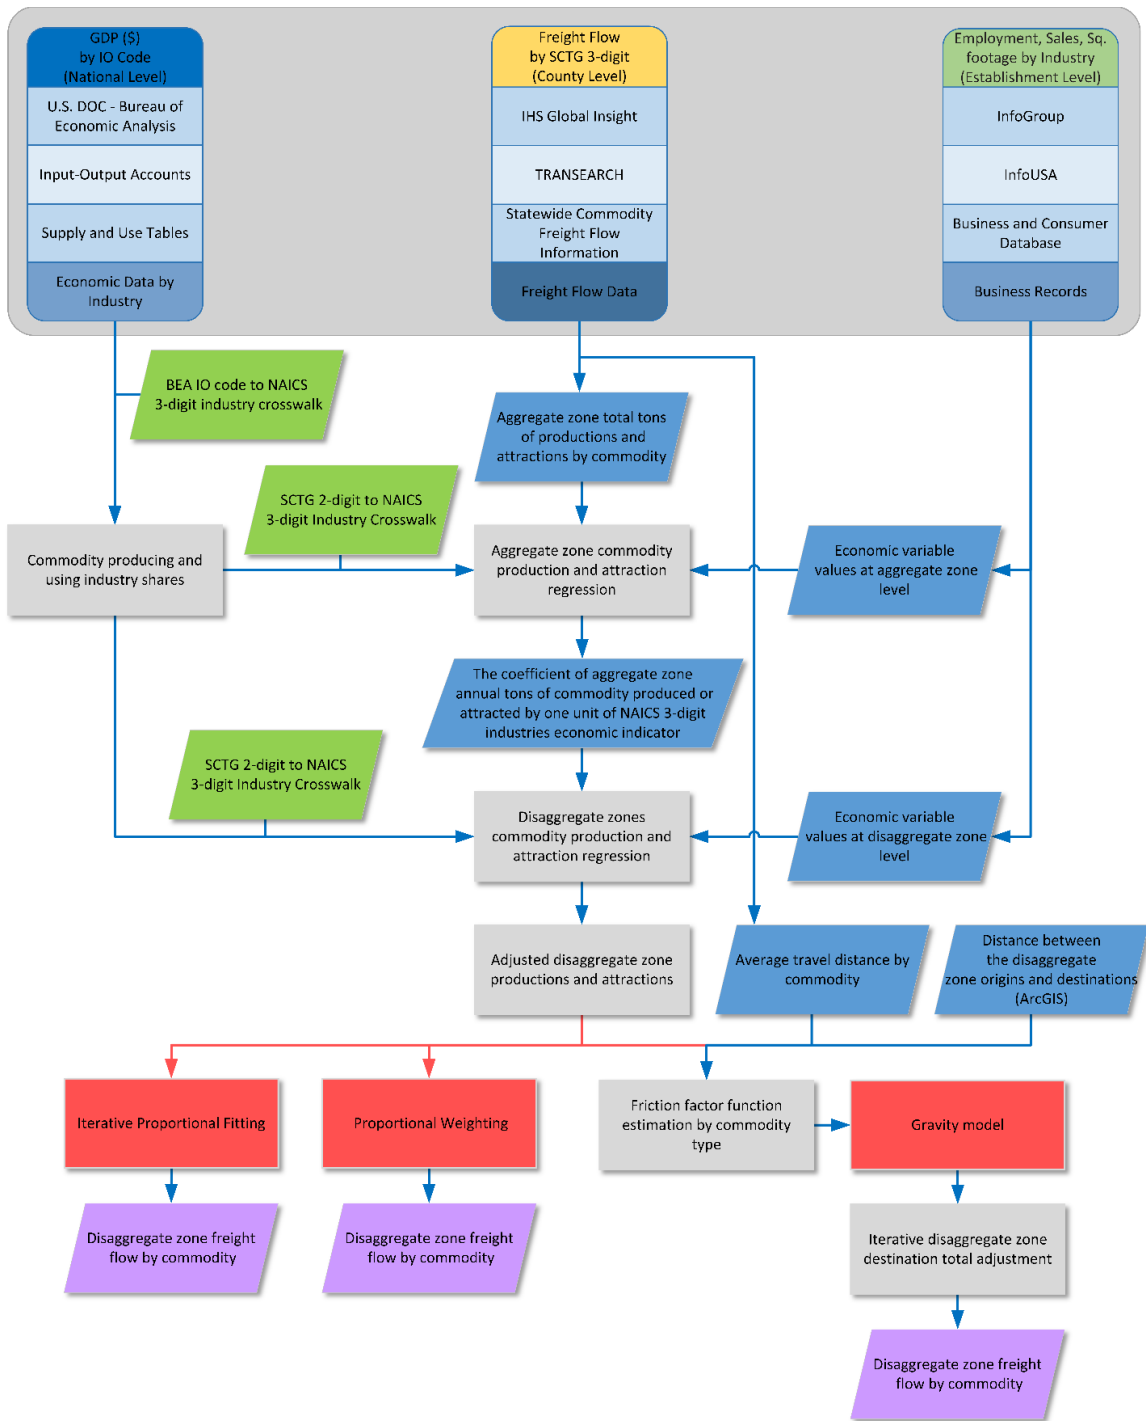 GDP ($)
by IO Code
(National Level)
U.S. DOC - Bureau of
Economic Analysis
Input-Output Accounts
Supply and Use Tables
Economic Data by
Industry
Freight Flow
by SCTG 3-digit
(County Level)
IHS Global Insight
TRANSEARCH
Statewide Commodity
Freight Flow
Information
Freight Flow Data
Employment, Sales, Sq.
footage by Industry
(Establishment Level)
InfoGroup
InfoUSA
Business and Consumer
Database
Business Records
BEA IO code to NAICS
3-digit industry crosswalk
Aggregate zone total tons
of productions and
attractions by commodity
SCTG 2-digit to NAICS
3-digit Industry Crosswalk
Commodity producing and
using industry shares
Aggregate zone commodity
production and attraction
regression
Economic variable
values at aggregate zone
level
The coefficient of aggregate zone
annual tons of commodity produced or
attracted by one unit of NAICS 3-digit
industries economic indicator
SCTG 2-digit to NAICS
3-digit Industry Crosswalk
Disaggregate zones
commodity production and
attraction regression
Economic variable
values at disaggregate zone
level
Adjusted disaggregate zone
productions and attractions
Average travel distance by
commodity
Distance between
the disaggregate
zone origins and destinations
(ArcGIS)
Iterative Proportional Fitting
Proportional Weighting
Friction factor function
estimation by commodity
type
Gravity model
Disaggregate zone freight
flow by commodity
Disaggregate zone freight
flow by commodity
Iterative disaggregate zone
destination total adjustment
Disaggregate zone freight
flow by commodity